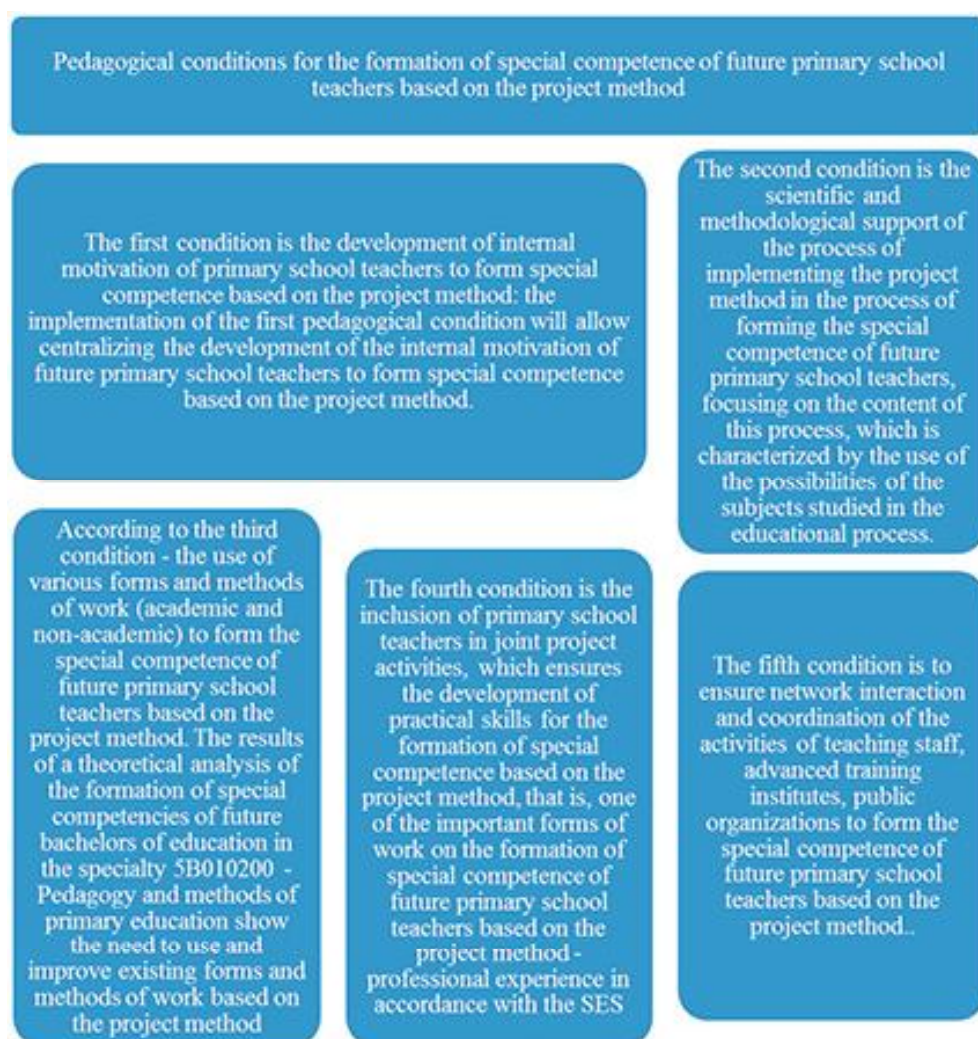 Pedagogical conditions for the formation of special competence of future primary school
teachers based on the project method
The first condition is the development of internal
motivation of primary school teachers to form special
competence based on the project method: the
implementation of the first pedagogical condition will allow
centralizing the development of the internal motivation of
future primary school teachers to form special competence
based on the project method.
The second condition is the
scientific and
methodological support of
the process of
implementing the project
method in the process of
forming the special
competence of future
primary school teachers,
focusing on the content of
this process, which is
characterized by the use of
the possibilities of the
subjects studied in the
educational process.
According to the third
condition - the use of
various forms and methods
of work (academic and
non-academic) to form the
special competence of
future primary school
teachers based on the
project method. The results
of a theoretical analysis of
the formation of special
competencies of future
bachelors of education in
the specialty 5B010200 -
Pedagogy and methods of
primary education show
the need to use and
improve existing forms and
methods of work based on
the project method
The fourth condition is the
inclusion of primary school
teachers in joint project
activities, which ensures
the development of
practical skills for the
formation of special
competence based on the
project method, that is, one
of the important forms of
work on the formation of
special competence of
future primary school
teachers based on the
project method -
professional experience in
accordance with the SES
The fifth condition is to
ensure network interaction
and coordination of the
activities of teaching staff,
advanced training
institutes, public
organizations to form the
special competence of
future primary school
teachers based on the
project method..